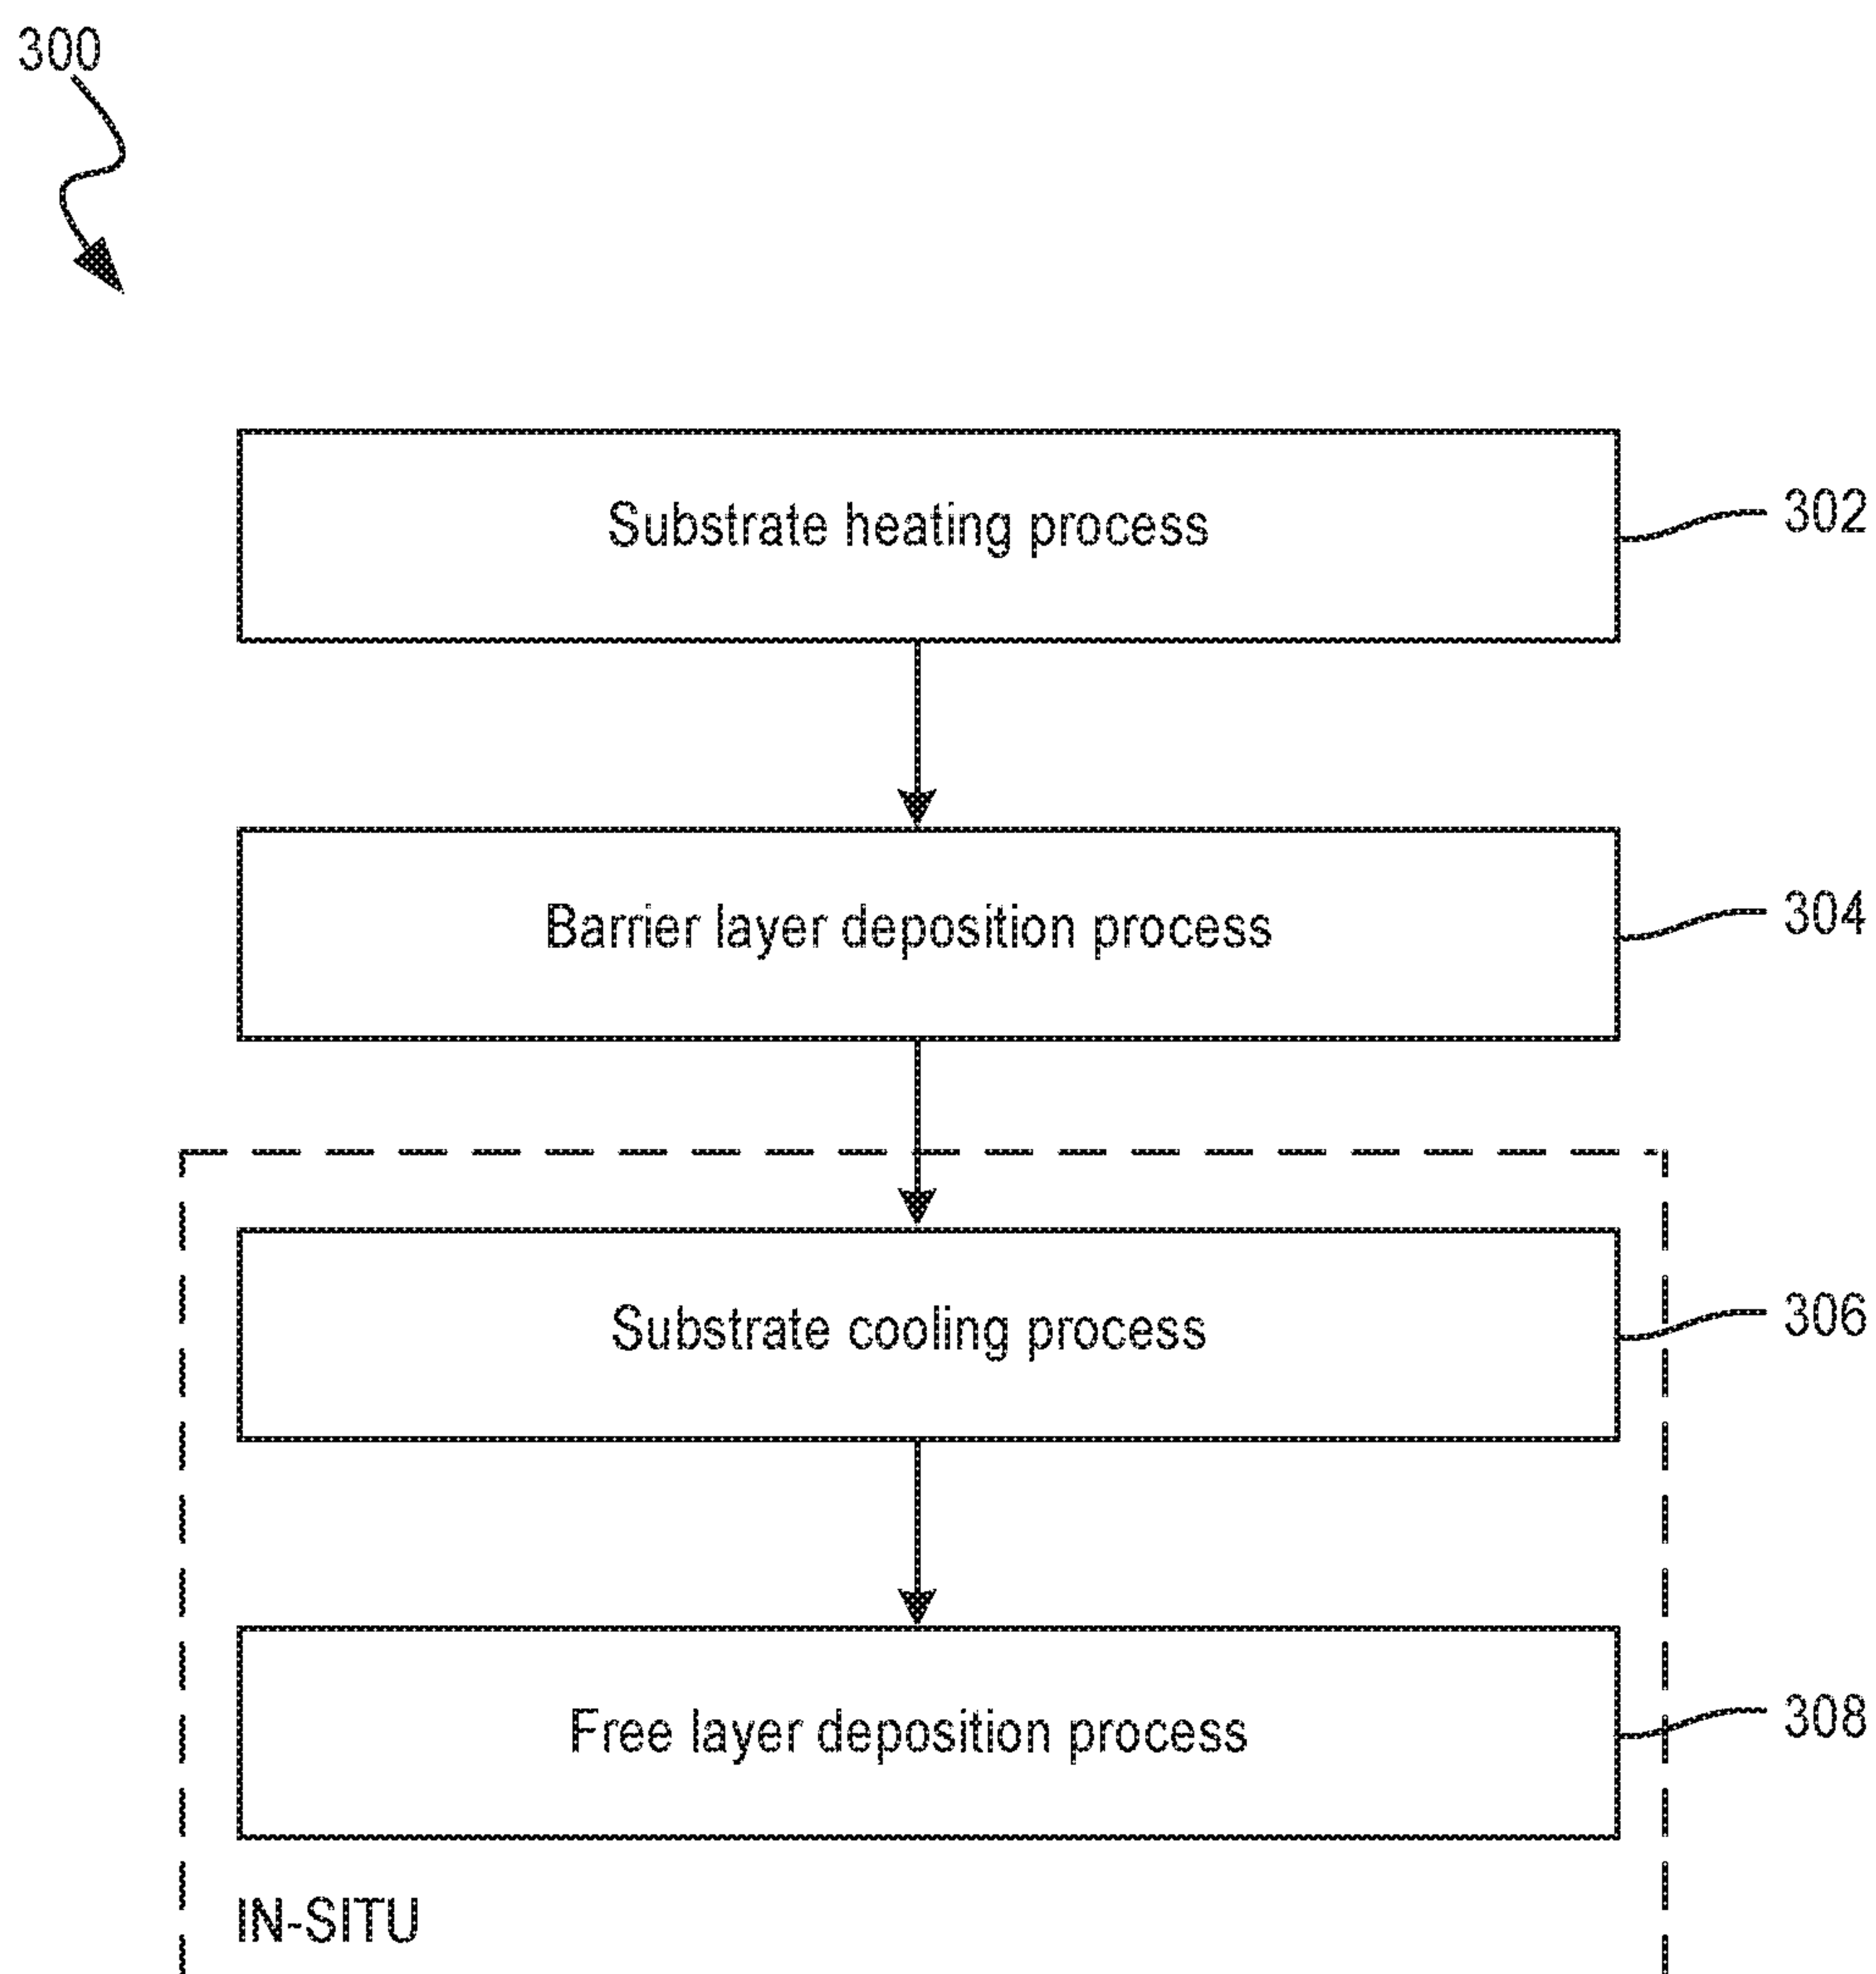 300
Substrate heating process
302
Barrier layer deposition process
304
Substrate cooling process
306
Free layer deposition process
308
IN-SITU